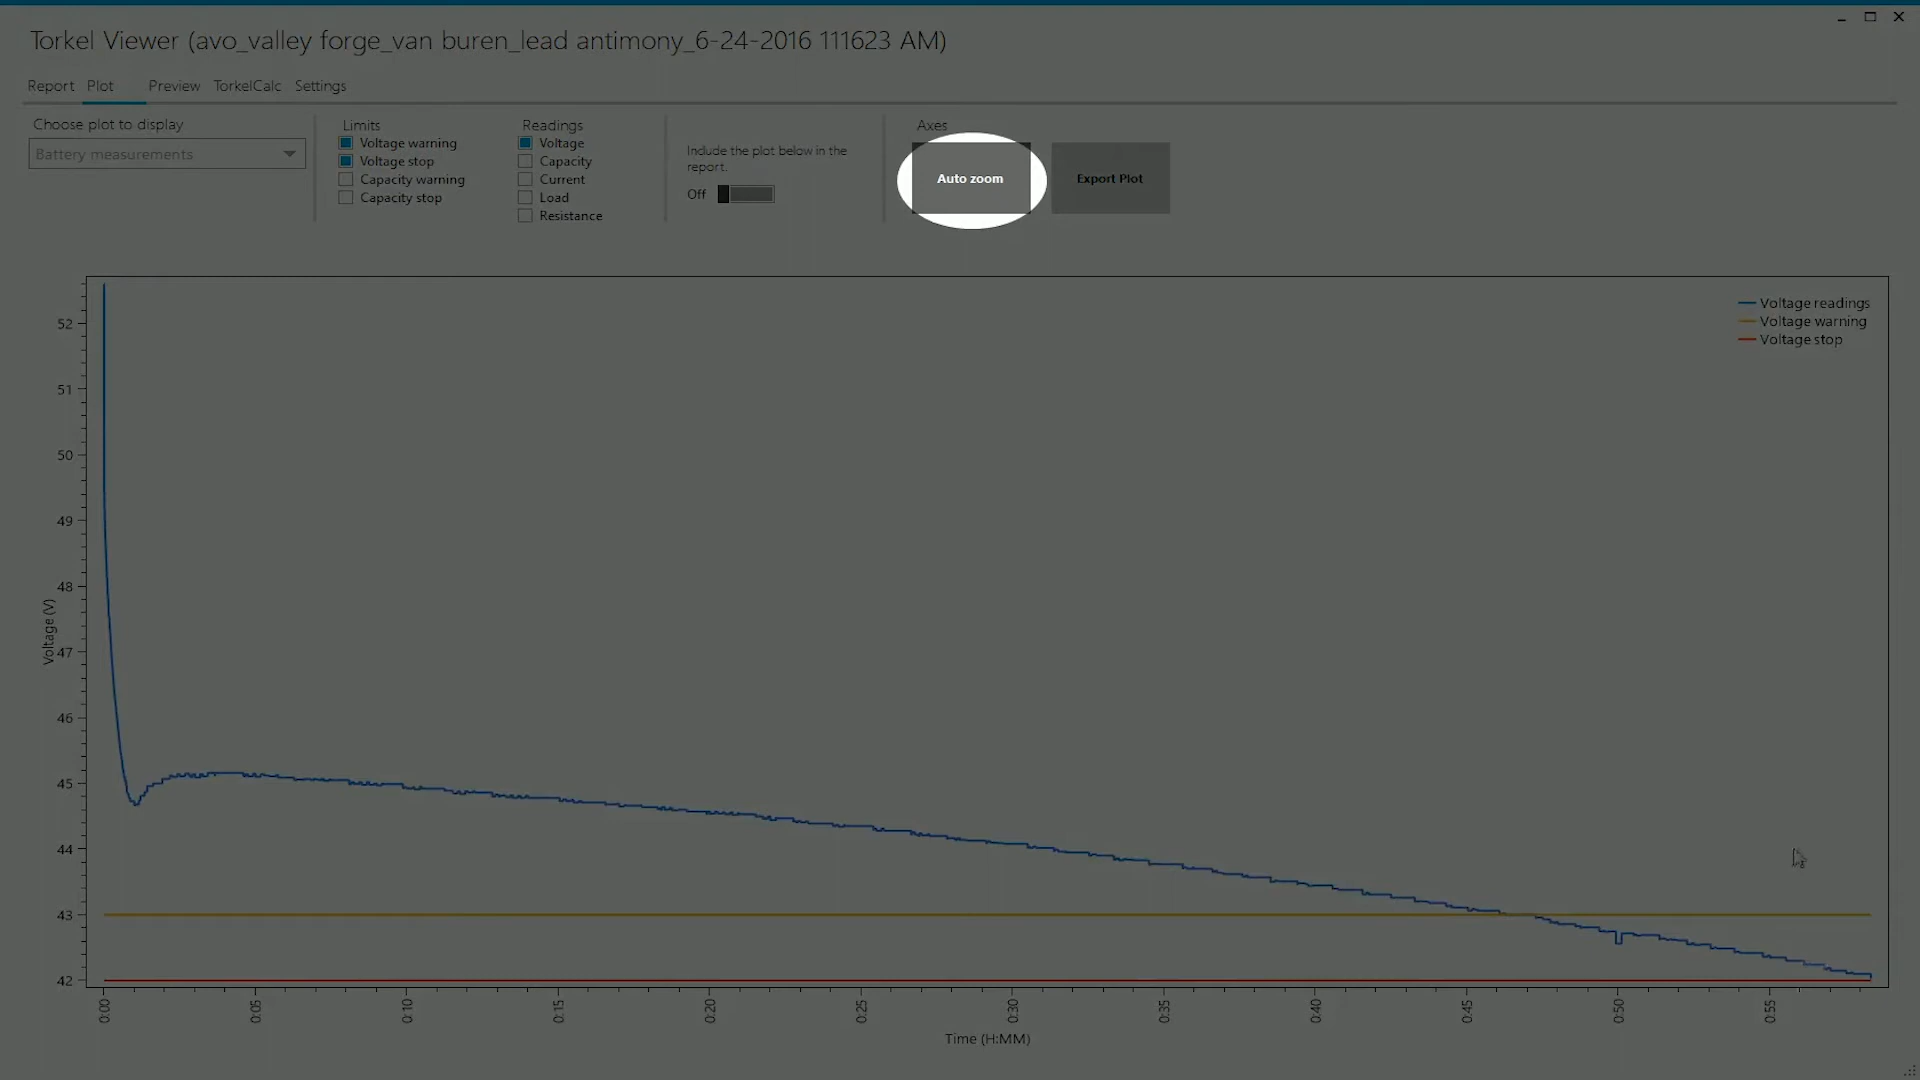 Torkel Viewer (avo_valley forge_van buren_lead antimony_6-24-2016 111623 AM)
Report Plot Preview TorkelCalc Settings
Choose plot to display
Battery measurements
Limits
Voltage warning
Voltage stop
Capacity warning
Capacity stop
Readings
Voltage
Capacity
Current
Load
Resistance
Include the plot below in the
report.
Off
Axes
Auto zoom
Export Plot
Voltage readings
Voltage warning
Voltage stop
Voltage (V)
52
51
50
49
48
47
46
45
44
43
42
0:00 0:05 0:10 0:15 0:20 0:25 0:30 0:35 0:40 0:45 0:50 0:55
Time (H:MM)